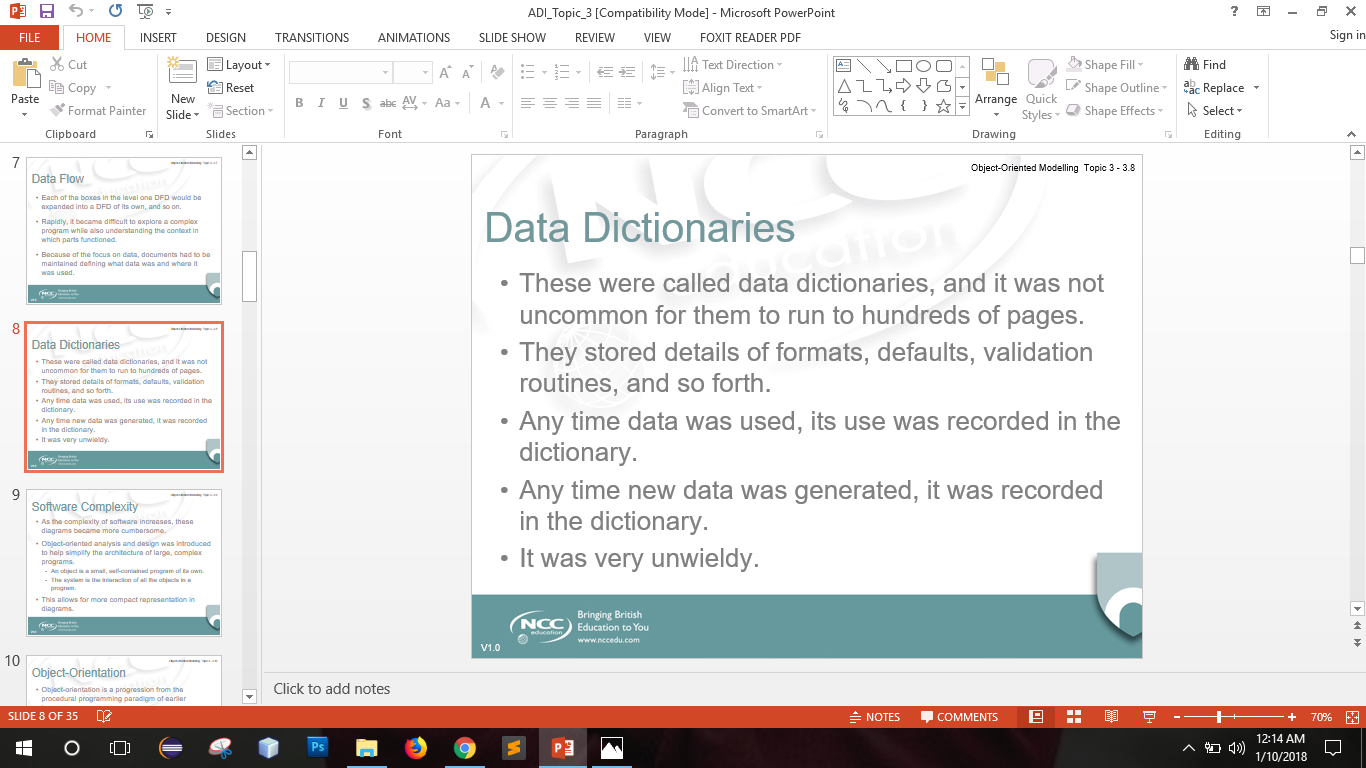 ADI_Topic_3 [Compatibility Mode] - Microsoft PowerPoint
FILE HOME INSERT DESIGN TRANSITIONS ANIMATIONS SLIDE SHOW REVIEW VIEW FOXIT READER PDF Sign in
Paste
Cut
Copy
Format Painter
Clipboard
New
Slide
Layout
Reset
Section
Slides
B I U S abc AV Aa A
Font
Text Direction
Align Text
Convert to SmartArt
Paragraph
Arrange
Quick
Styles
Shape Fill
Shape Outline
Shape Effects
Drawing
Find
Replace
Select
Editing
7
Data Flow
• Each of the boxes in the level one DFD would be
expanded into a DFD of its own, and so on.
• Rapidly, it became difficult to explore a complex
program while also understanding the context in
which parts functioned.
• Because of the focus on data, documents had to be
maintained defining what data was and where it
was used.
8
Data Dictionaries
• These were called data dictionaries, and it was not
uncommon for them to run to hundreds of pages.
• They stored details of formats, defaults, validation
routines, and so forth.
• Any time data was used, its use was recorded in the
dictionary.
• Any time new data was generated, it was recorded
in the dictionary.
• It was very unwieldy.
9
Software Complexity
• As the complexity of software increases, these
diagrams became more cumbersome.
• Object-oriented analysis and design was introduced
to help simplify the architecture of large, complex
programs.
- An object is a small, self-contained program of its own.
- The system is the interaction of all the objects in a
program.
• This allows for more compact representation in
diagrams.
10
Object-Orientation
• Object-orientation is a progression from the
procedural programming paradigm of earlier
Object-Oriented Modelling Topic 3 - 3.8
Data Dictionaries
• These were called data dictionaries, and it was not
uncommon for them to run to hundreds of pages.
• They stored details of formats, defaults, validation
routines, and so forth.
• Any time data was used, its use was recorded in the
dictionary.
• Any time new data was generated, it was recorded
in the dictionary.
• It was very unwieldy.
NCC
education
Bringing British
Education to You
www.nccedu.com
V1.0
Click to add notes
SLIDE 8 OF 35
NOTES COMMENTS 70%
Ps
12:14 AM
1/10/2018